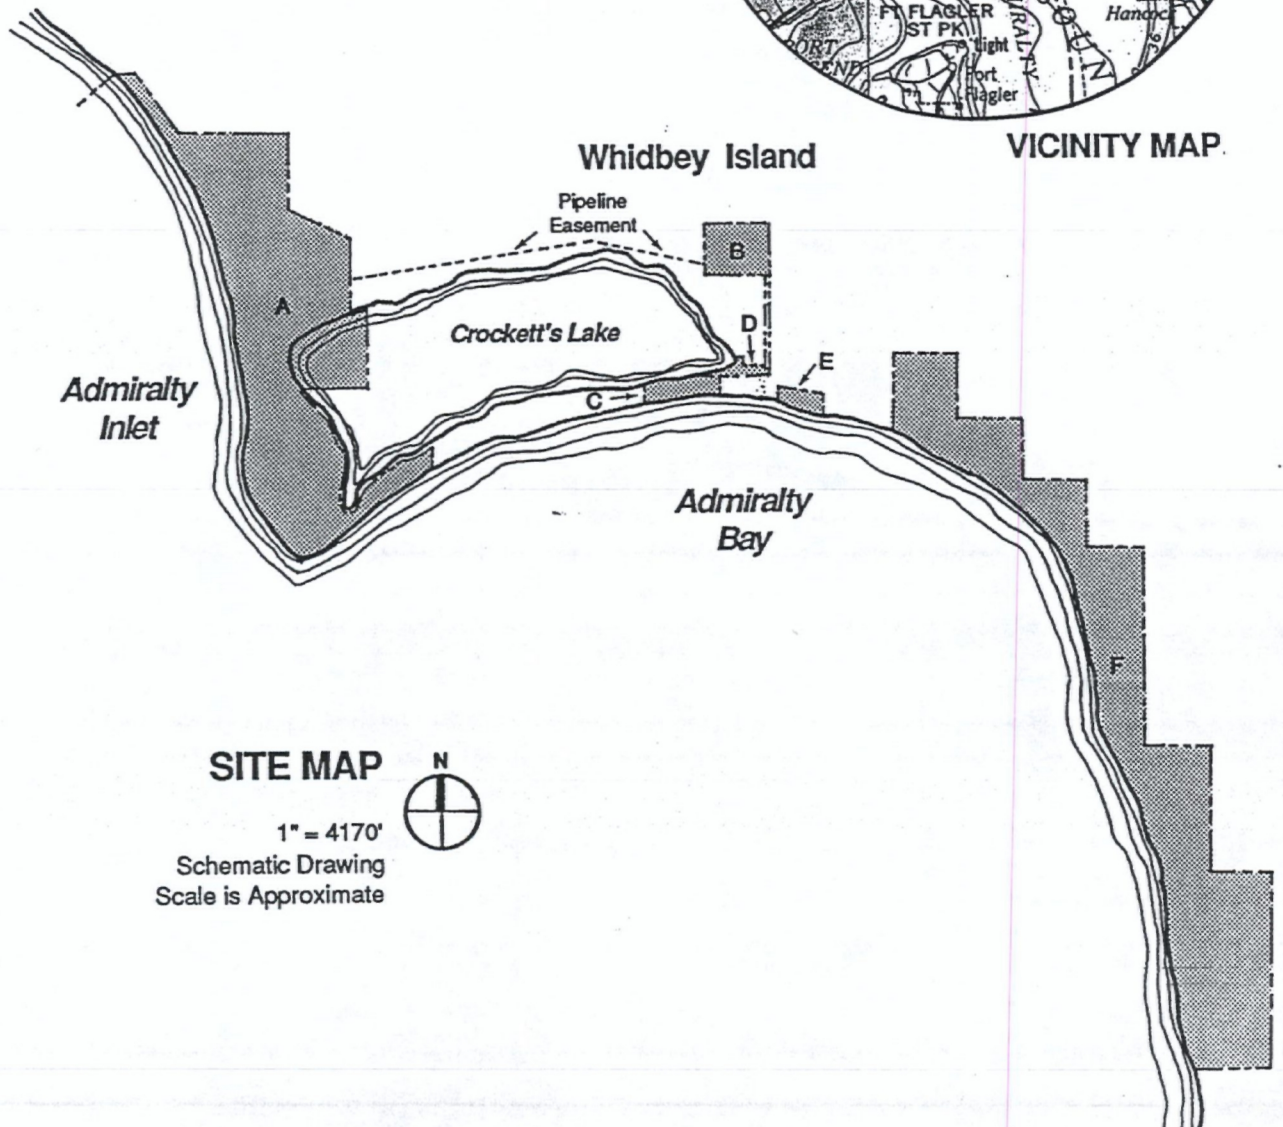 FT FLAGLER
ST PK
Light
Fort
Flagler
Hancock
36
VICINITY MAP
Whidbey Island
Pipeline
Easement
A
B
Crockett's Lake
D
E
C
Admiralty
Inlet
Admiralty
Bay
F
SITE MAP
N
1" = 4170'
Schematic Drawing
Scale is Approximate